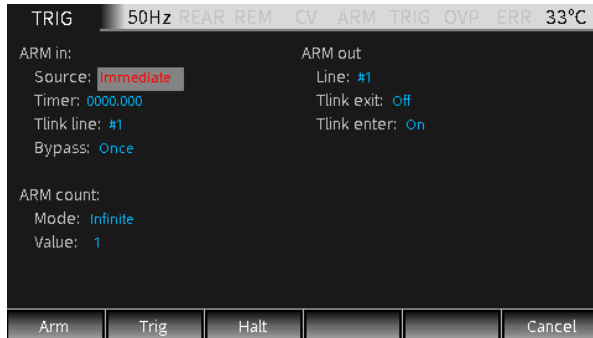 TRIG 50Hz REAR REM CV ARM TRIG OVP ERR 33°C
ARM in:
Source: Immediate
Timer: 0000.000
Tlink line: #1
Bypass: Once
ARM out
Line: #1
Tlink exit: Off
Tlink enter: On
ARM count:
Mode: Infinite
Value: 1
Arm Trig Halt Cancel